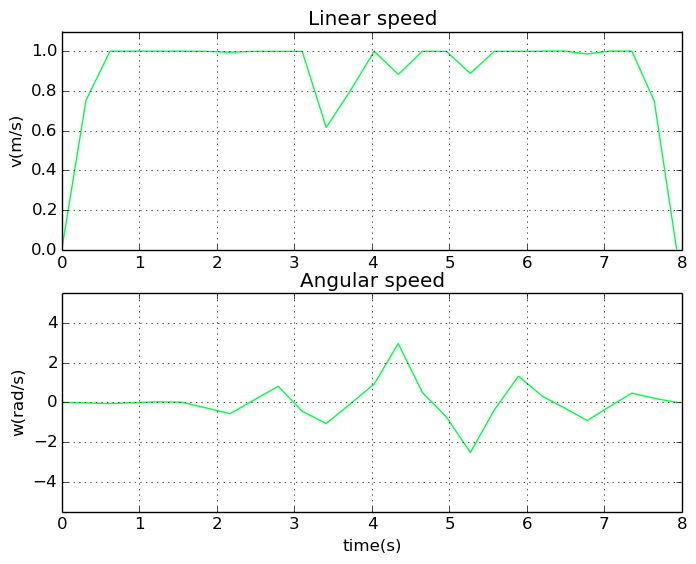 Linear speed
v(m/s)
1.0
0.8
0.6
0.4
0.2
0.0
0 1 2 3 4 5 6 7 8
Angular speed
w(rad/s)
4
2
0
−2
−4
0 1 2 3 4 5 6 7 8
time(s)